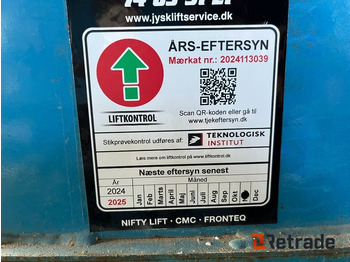 www.jyskliftservice.dk
ÅRS-EFTERSYN
Mærkat nr.: 2024113039
LIFTKONTROL
Scan QR-koden eller gå til
www.tjekeftersyn.dk
Stikprøvekontrol udføres af: TEKNOLOGISK
INSTITUT
Læs mere om liftkontrol på www.liftkontrol.dk
Næste eftersyn senest
År Måned
2024
2025 Jan Feb Marts April Maj Juni Juli Aug Sep Okt Dec
NIFTY LIFT · CMC · FRONTEQ
Retrade